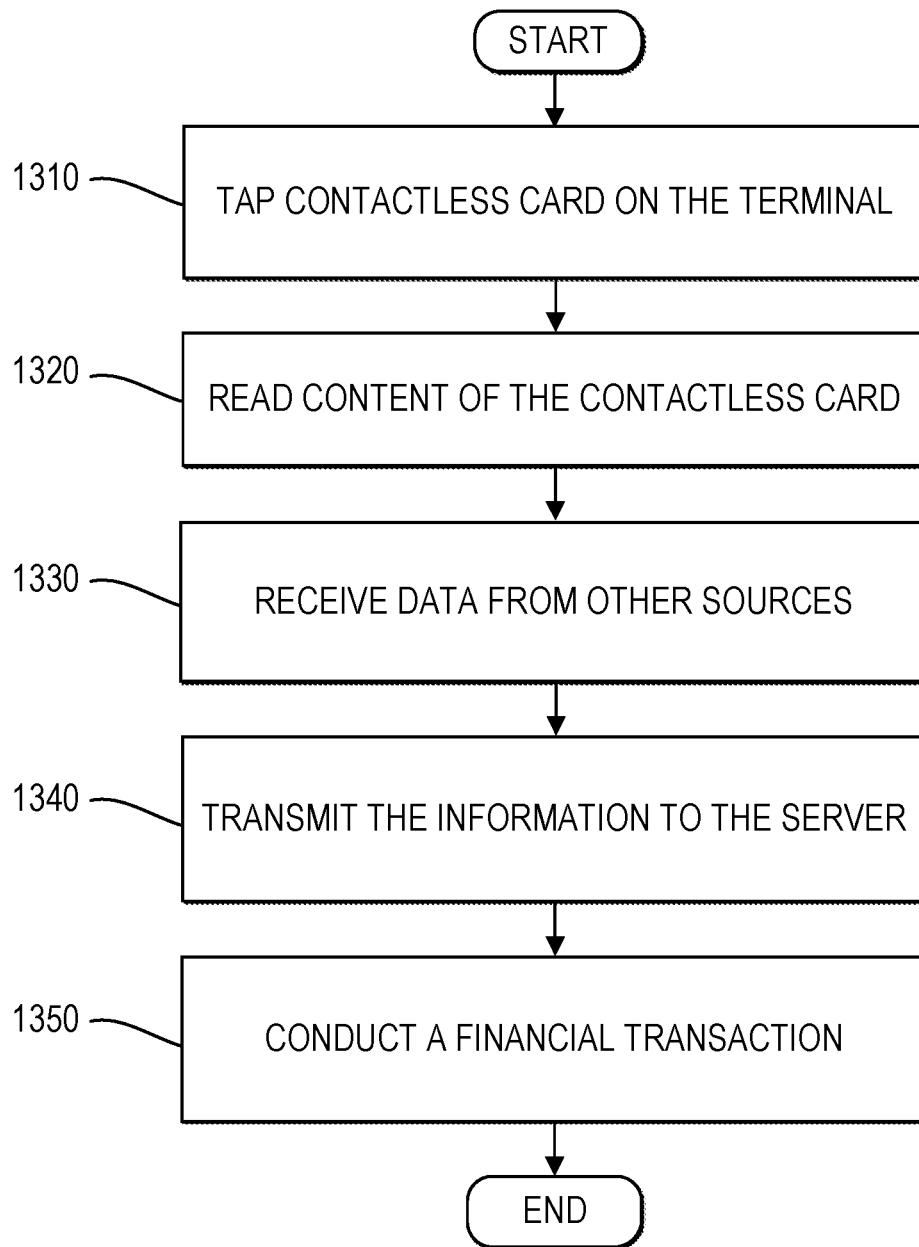 START
1310
TAP CONTACTLESS CARD ON THE TERMINAL
1320
READ CONTENT OF THE CONTACTLESS CARD
1330
RECEIVE DATA FROM OTHER SOURCES
1340
TRANSMIT THE INFORMATION TO THE SERVER
1350
CONDUCT A FINANCIAL TRANSACTION
END